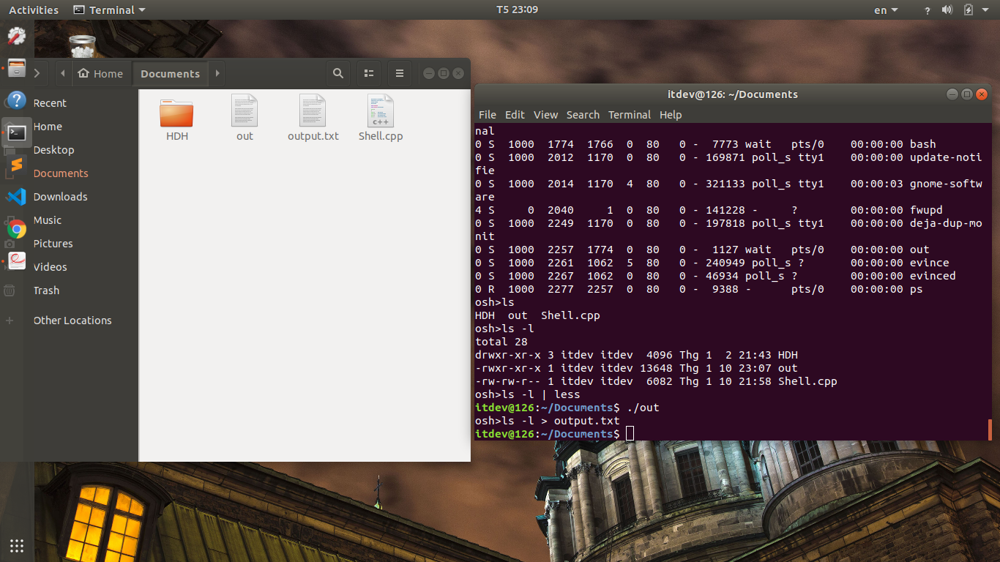 Activities Terminal T5 23:09 en ?
Home Documents
Recent
Home
Desktop
Documents
Downloads
Music
Pictures
Videos
Trash
Other Locations
HDH out output.txt Shell.cpp
C++
itdev@126: ~/Documents
File Edit View Search Terminal Help
nal
0 S  1000  1774  1766  0  80   0 -  7773 wait   pts/0    00:00:00 bash
0 S  1000  2012  1170  0  80   0 - 169871 poll_s tty1    00:00:00 update-noti
fie
0 S  1000  2014  1170  4  80   0 - 321133 poll_s tty1    00:00:03 gnome-softw
are
4 S     0  2040     1  0  80   0 - 141228 -     ?        00:00:00 fwupd
0 S  1000  2249  1170  0  80   0 - 197818 poll_s tty1    00:00:00 deja-dup-mo
nit
0 S  1000  2257  1774  0  80   0 -  1127 wait   pts/0    00:00:00 out
0 S  1000  2261  1062  5  80   0 - 240949 poll_s ?       00:00:00 evince
0 S  1000  2267  1062  0  80   0 - 46934 poll_s ?        00:00:00 evinced
0 R  1000  2277  2257  0  80   0 -  9388 -      pts/0    00:00:00 ps
osh>ls
HDH  out  Shell.cpp
osh>ls -l
total 28
drwxr-xr-x 3 itdev itdev  4096 Thg 1  2 21:43 HDH
-rwxr-xr-x 1 itdev itdev 13648 Thg 1 10 23:07 out
-rw-rw-r-- 1 itdev itdev  6082 Thg 1 10 21:58 Shell.cpp
osh>ls -l | less
itdev@126:~/Documents$ ./out
osh>ls -l > output.txt
itdev@126:~/Documents$